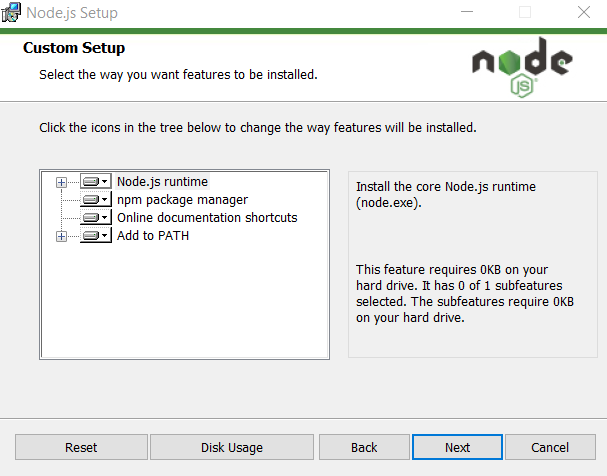 Node.js Setup
Custom Setup
Select the way you want features to be installed.
node
JS
Click the icons in the tree below to change the way features will be installed.
Node.js runtime
npm package manager
Online documentation shortcuts
Add to PATH
Install the core Node.js runtime
(node.exe).
This feature requires 0KB on your
hard drive. It has 0 of 1 subfeatures
selected. The subfeatures require 0KB
on your hard drive.
Reset
Disk Usage
Back
Next
Cancel